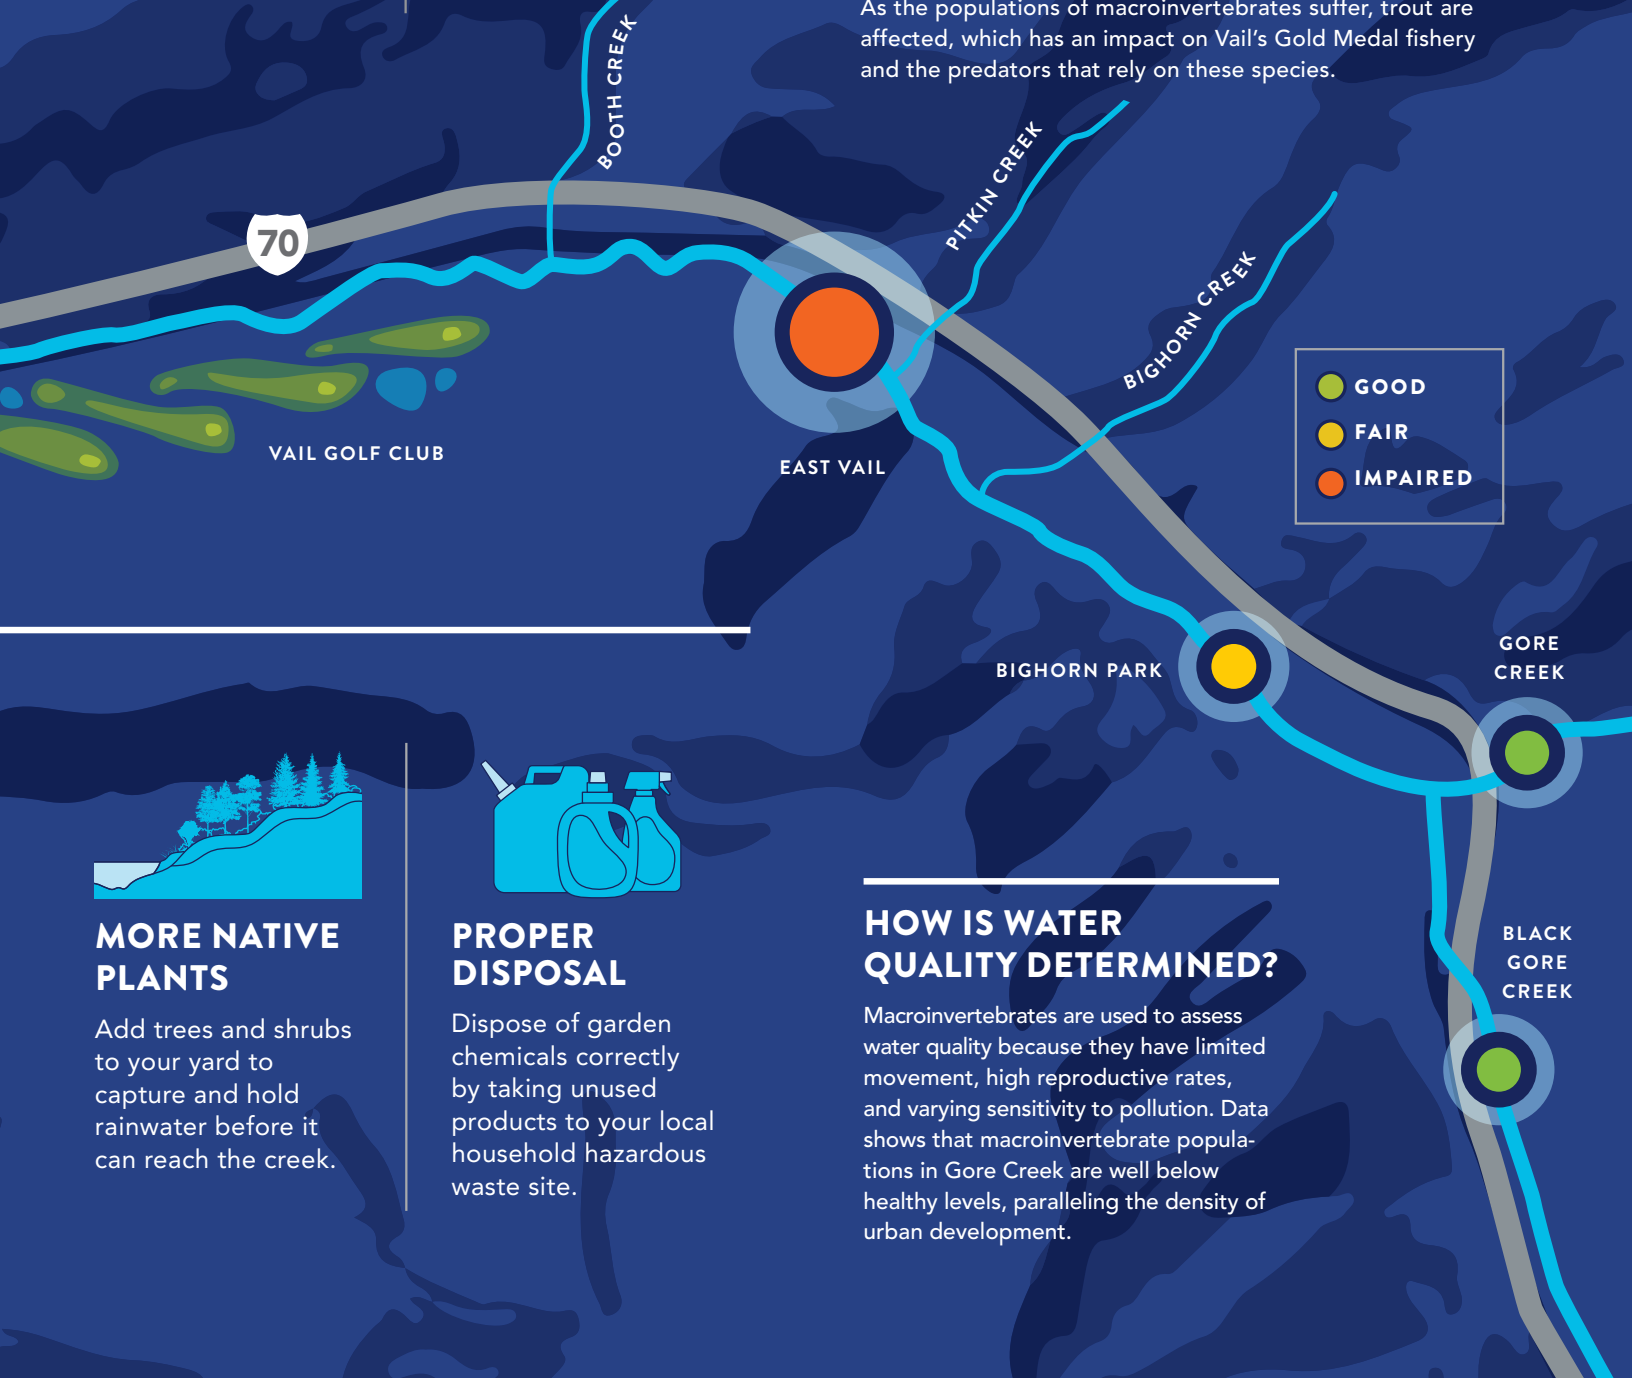 As the populations of macroinvertebrates suffer, trout are
affected, which has an impact on Vail's Gold Medal fishery
and the predators that rely on these species.
BOOTH CREEK
PITKIN CREEK
BIGHORN CREEK
70
GOOD
FAIR
IMPAIRED
VAIL GOLF CLUB
EAST VAIL
BIGHORN PARK
GORE
CREEK
BLACK
GORE
CREEK
MORE NATIVE
PLANTS
Add trees and shrubs
to your yard to
capture and hold
rainwater before it
can reach the creek.
PROPER
DISPOSAL
Dispose of garden
chemicals correctly
by taking unused
products to your local
household hazardous
waste site.
HOW IS WATER
QUALITY DETERMINED?
Macroinvertebrates are used to assess
water quality because they have limited
movement, high reproductive rates,
and varying sensitivity to pollution. Data
shows that macroinvertebrate popula-
tions in Gore Creek are well below
healthy levels, paralleling the density of
urban development.